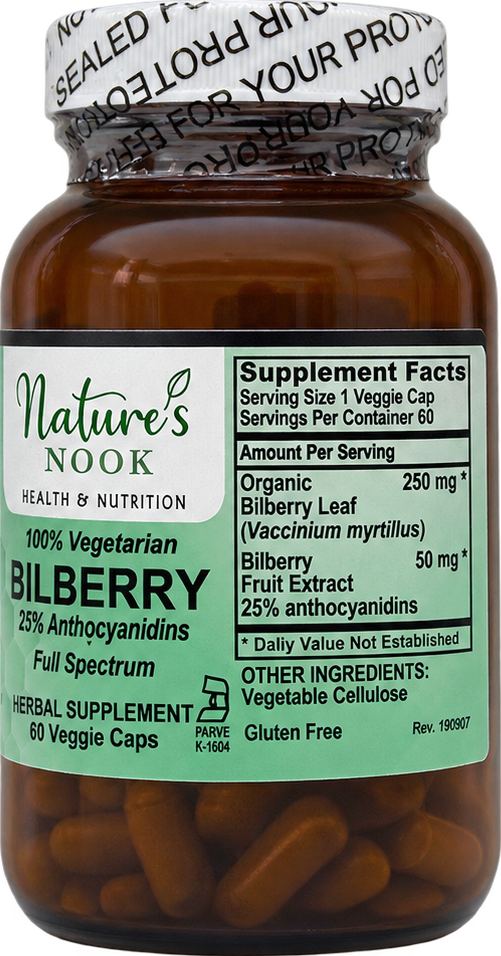 SEALED FO
YOUR PROTECTION
FOR YOUR PRO
Nature's
NOOK
HEALTH & NUTRITION
100% Vegetarian
BILBERRY
25% Anthocyanidins
Full Spectrum
HERBAL SUPPLEMENT
60 Veggie Caps
PARVE
K-1604
Supplement Facts
Serving Size 1 Veggie Cap
Servings Per Container 60
Amount Per Serving
Organic 250 mg *
Bilberry Leaf
(Vaccinium myrtillus)
Bilberry 50 mg *
Fruit Extract
25% anthocyanidins
* Daliy Value Not Established
OTHER INGREDIENTS:
Vegetable Cellulose
Gluten Free
Rev. 190907